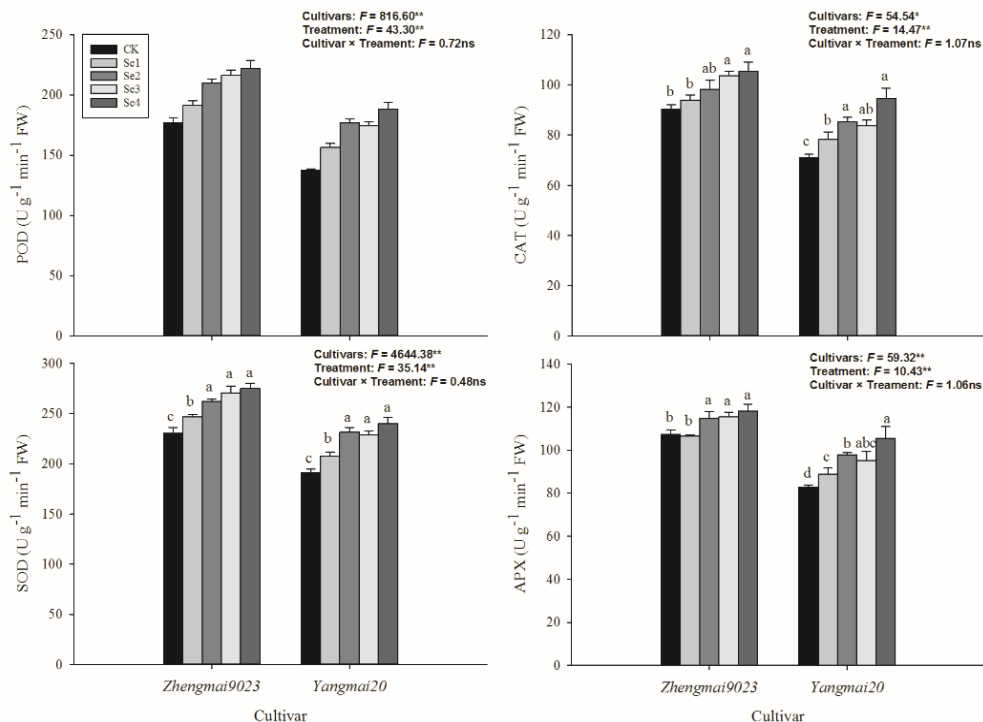 Cultivars: F = 816.60**
Treatment: F = 43.30**
Cultivar × Treament: F = 0.72ns
CK
Se1
Se2
Se3
Se4
250
200
150
100
50
0
POD (U g⁻¹ min⁻¹ FW)
Cultivars: F = 54.54*
Treatment: F = 14.47**
Cultivar × Treament: F = 1.07ns
120
100
80
60
40
20
0
CAT (U g⁻¹ min⁻¹ FW)
b b ab a a
c b a ab a
Cultivars: F = 4644.38**
Treatment: F = 35.14**
Cultivar × Treament: F = 0.48ns
300
250
200
150
100
50
0
SOD (U g⁻¹ min⁻¹ FW)
c b a a a
c b a a a
Zhengmai9023 Yangmai20
Cultivar
Cultivars: F = 59.32**
Treatment: F = 10.43**
Cultivar × Treament: F = 1.06ns
140
120
100
80
60
40
20
0
APX (U g⁻¹ min⁻¹ FW)
b b a a a
d c b abc a
Zhengmai9023 Yangmai20
Cultivar